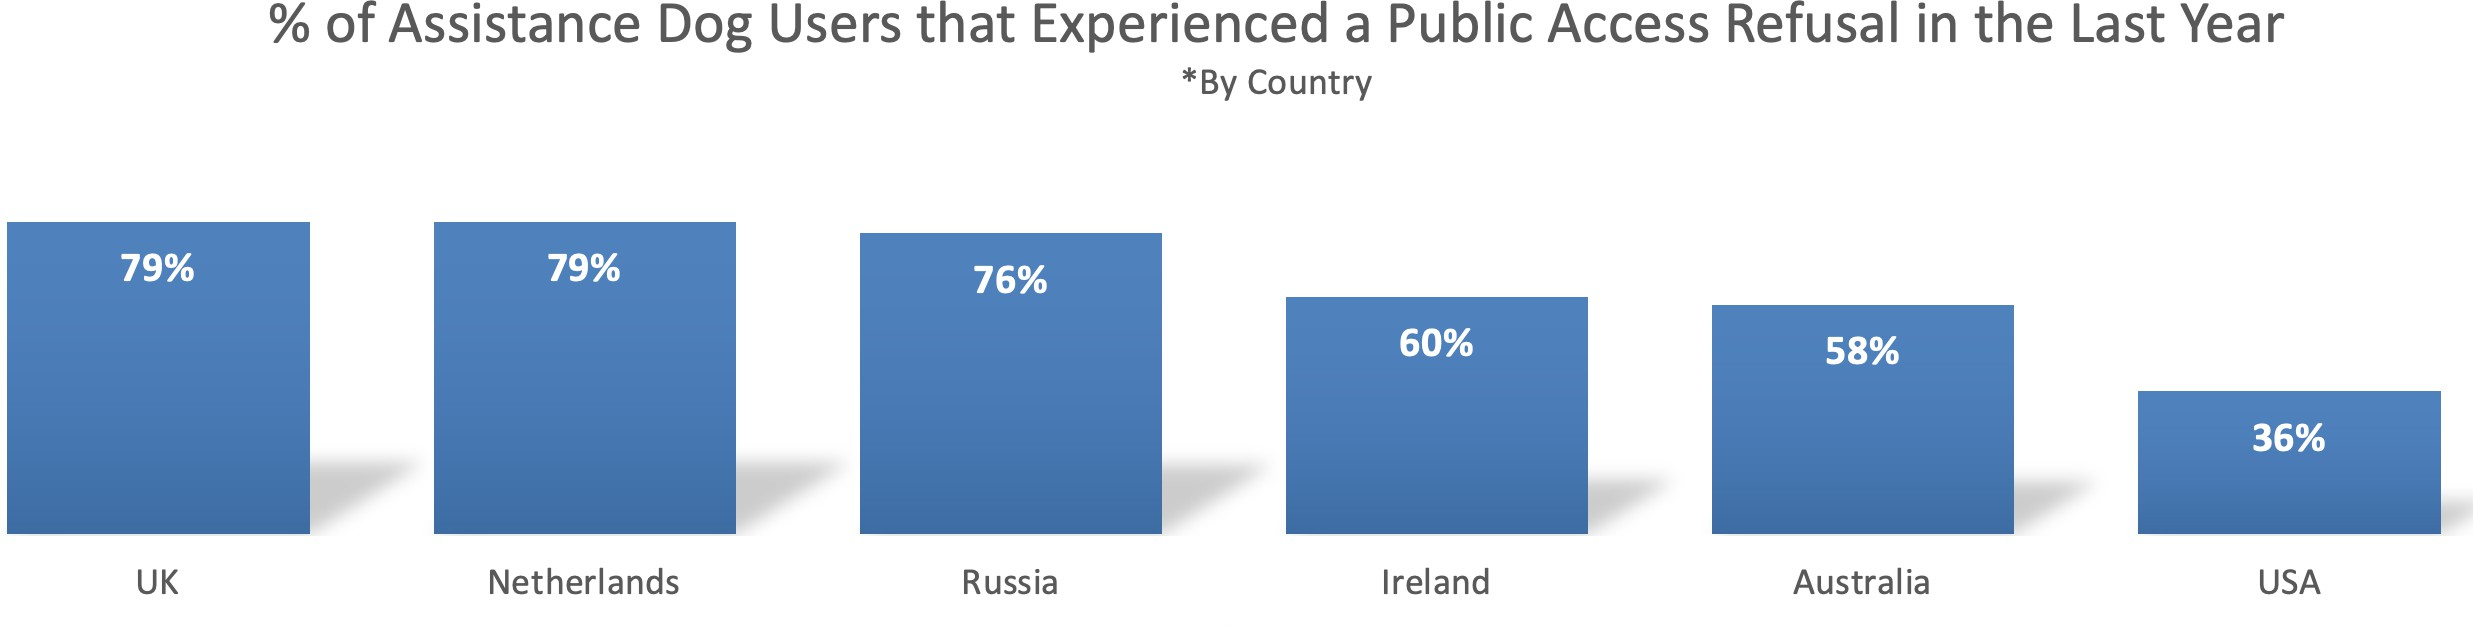 % of Assistance Dog Users that Experienced a Public Access Refusal in the Last Year
*By Country
79%
79%
76%
60%
58%
36%
UK
Netherlands
Russia
Ireland
Australia
USA